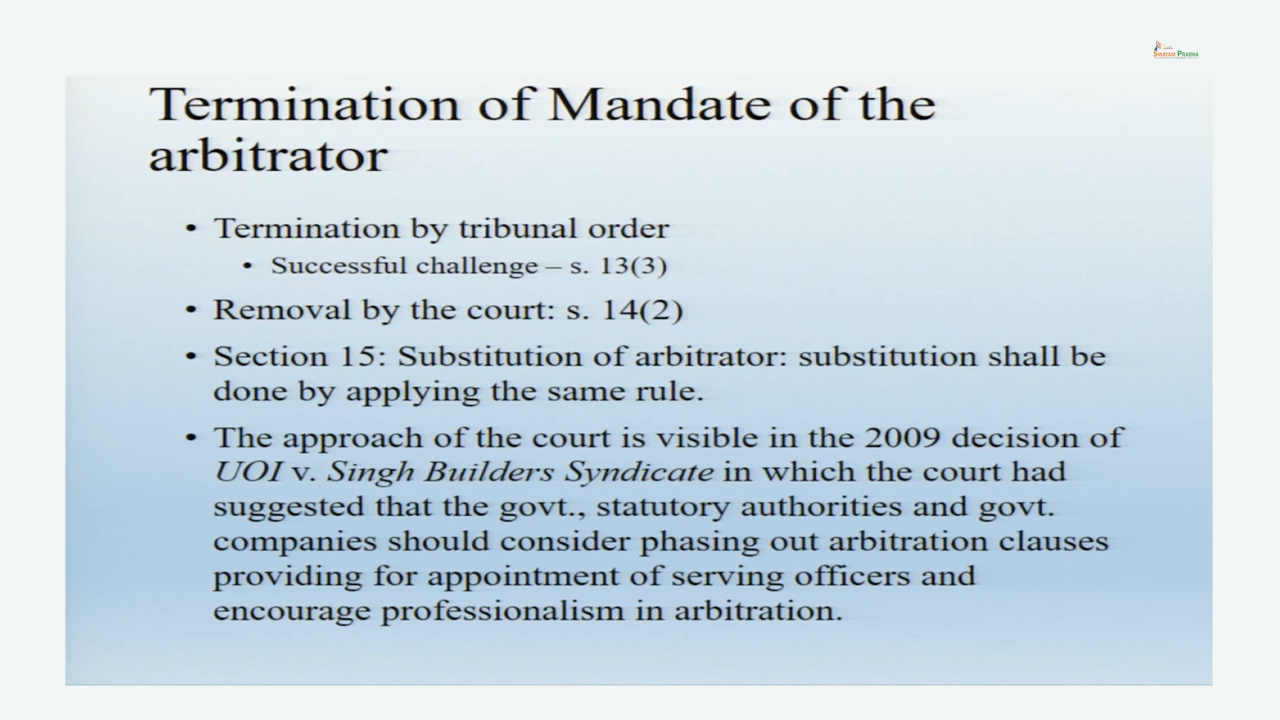 SWAYAM PRABHA
Termination of Mandate of the
arbitrator
• Termination by tribunal order
• Successful challenge – s. 13(3)
• Removal by the court: s. 14(2)
• Section 15: Substitution of arbitrator: substitution shall be
done by applying the same rule.
• The approach of the court is visible in the 2009 decision of
UOI v. Singh Builders Syndicate in which the court had
suggested that the govt., statutory authorities and govt.
companies should consider phasing out arbitration clauses
providing for appointment of serving officers and
encourage professionalism in arbitration.